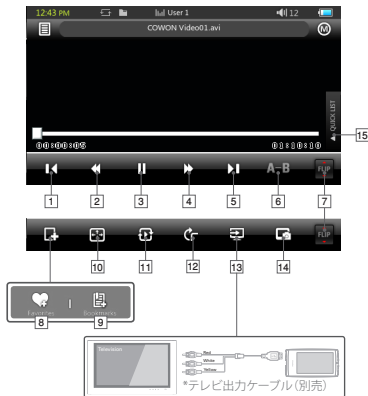 12:43 PM User 1 12
COWON Video01.avi M
QUICK LIST 15
00:00:05 01:30:10
A-B FLIP
1 2 3 4 5 6 7
FLIP
10 11 12 13 14
Favorites Bookmarks
8 9
Television Red
White
Yellow
*テレビ出力ケーブル（別売）